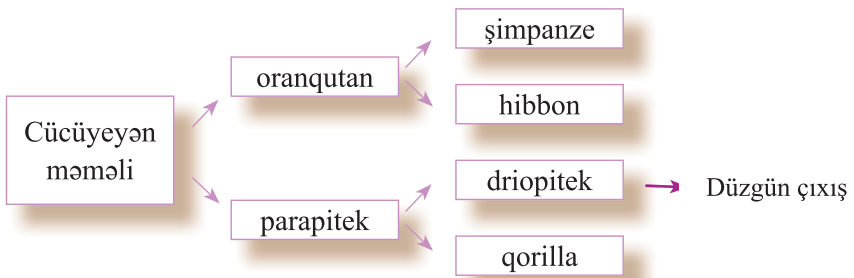 Cücüyeyən
məməli
oranqutan
parapitek
şimpanze
hibbon
driopitek
qorilla
Düzgün çıxış